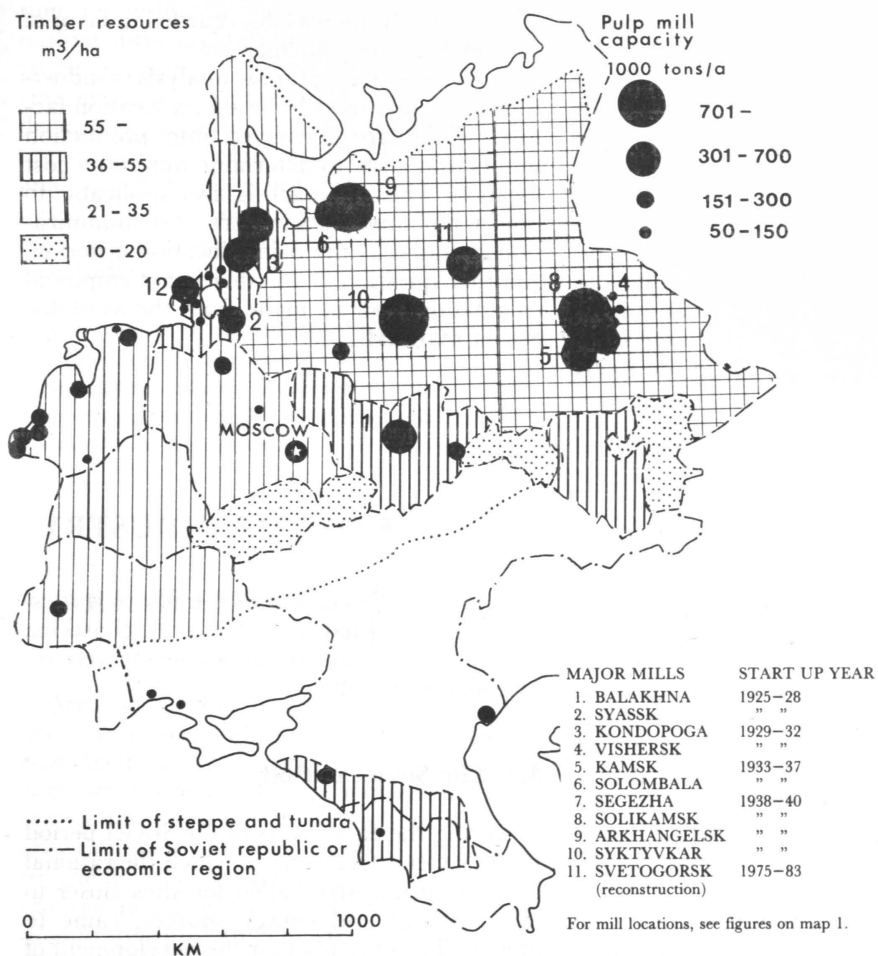 Timber resources
m3/ha
55 -
36-55
21-35
10-20
Pulp mill
capacity
1000 tons/a
701-
301-700
151-300
50-150
9
7
6
3
11
12
10
8
4
2
5
1
MOSCOW
MAJOR MILLS START UP YEAR
1. BALAKHNA 1925-28
2. SYASSK " "
3. KONDOPOGA 1929-32
4. VISHERSK " "
5. KAMSK 1933-37
6. SOLOMBALA " "
7. SEGEZHA 1938-40
8. SOLIKAMSK " "
9. ARKHANGELSK " "
10. SYKTYVKAR " "
11. SVETOGORSK 1975-83
(reconstruction)
For mill locations, see figures on map 1.
Limit of steppe and tundra
Limit of Soviet republic or
economic region
0 1000
KM